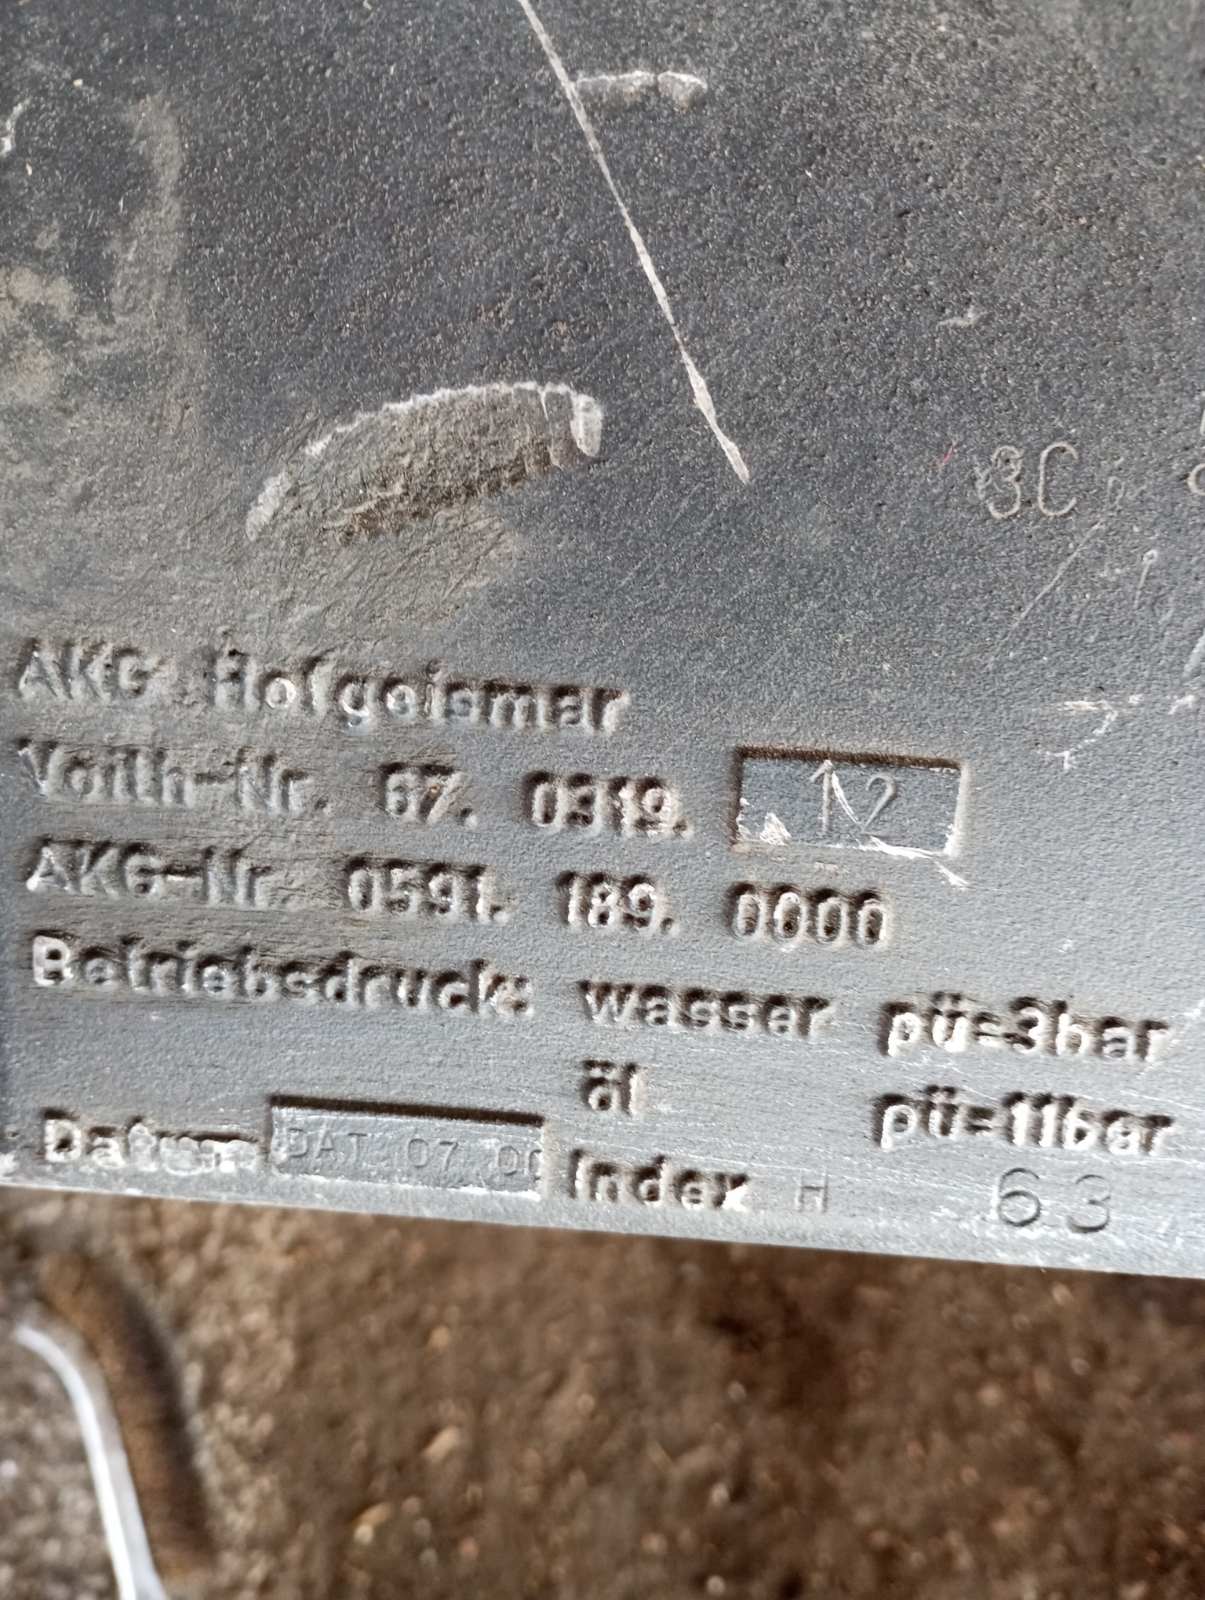 3C
AKG Hofgeismar
Voith-Nr. 67. 0319. 12
AKG-Nr. 0591. 189. 0000
Betriebsdruck: wasser pü=3bar
öl pü=11bar
Datum DAT 07 00 Index H 63